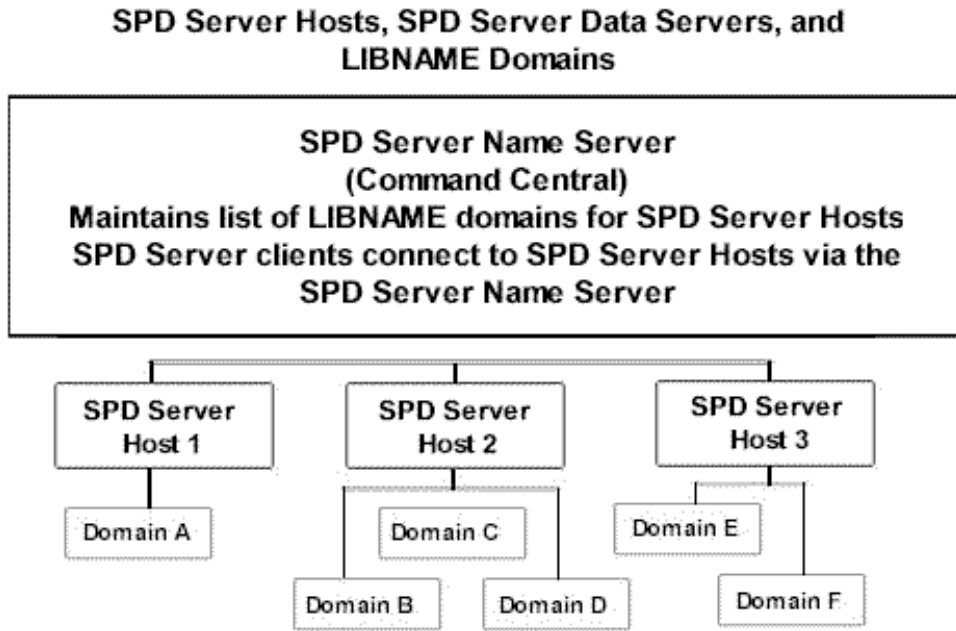 SPD Server Hosts, SPD Server Data Servers, and
LIBNAME Domains
SPD Server Name Server
(Command Central)
Maintains list of LIBNAME domains for SPD Server Hosts
SPD Server clients connect to SPD Server Hosts via the
SPD Server Name Server
SPD Server
Host 1
SPD Server
Host 2
SPD Server
Host 3
Domain A
Domain C
Domain E
Domain B
Domain D
Domain F